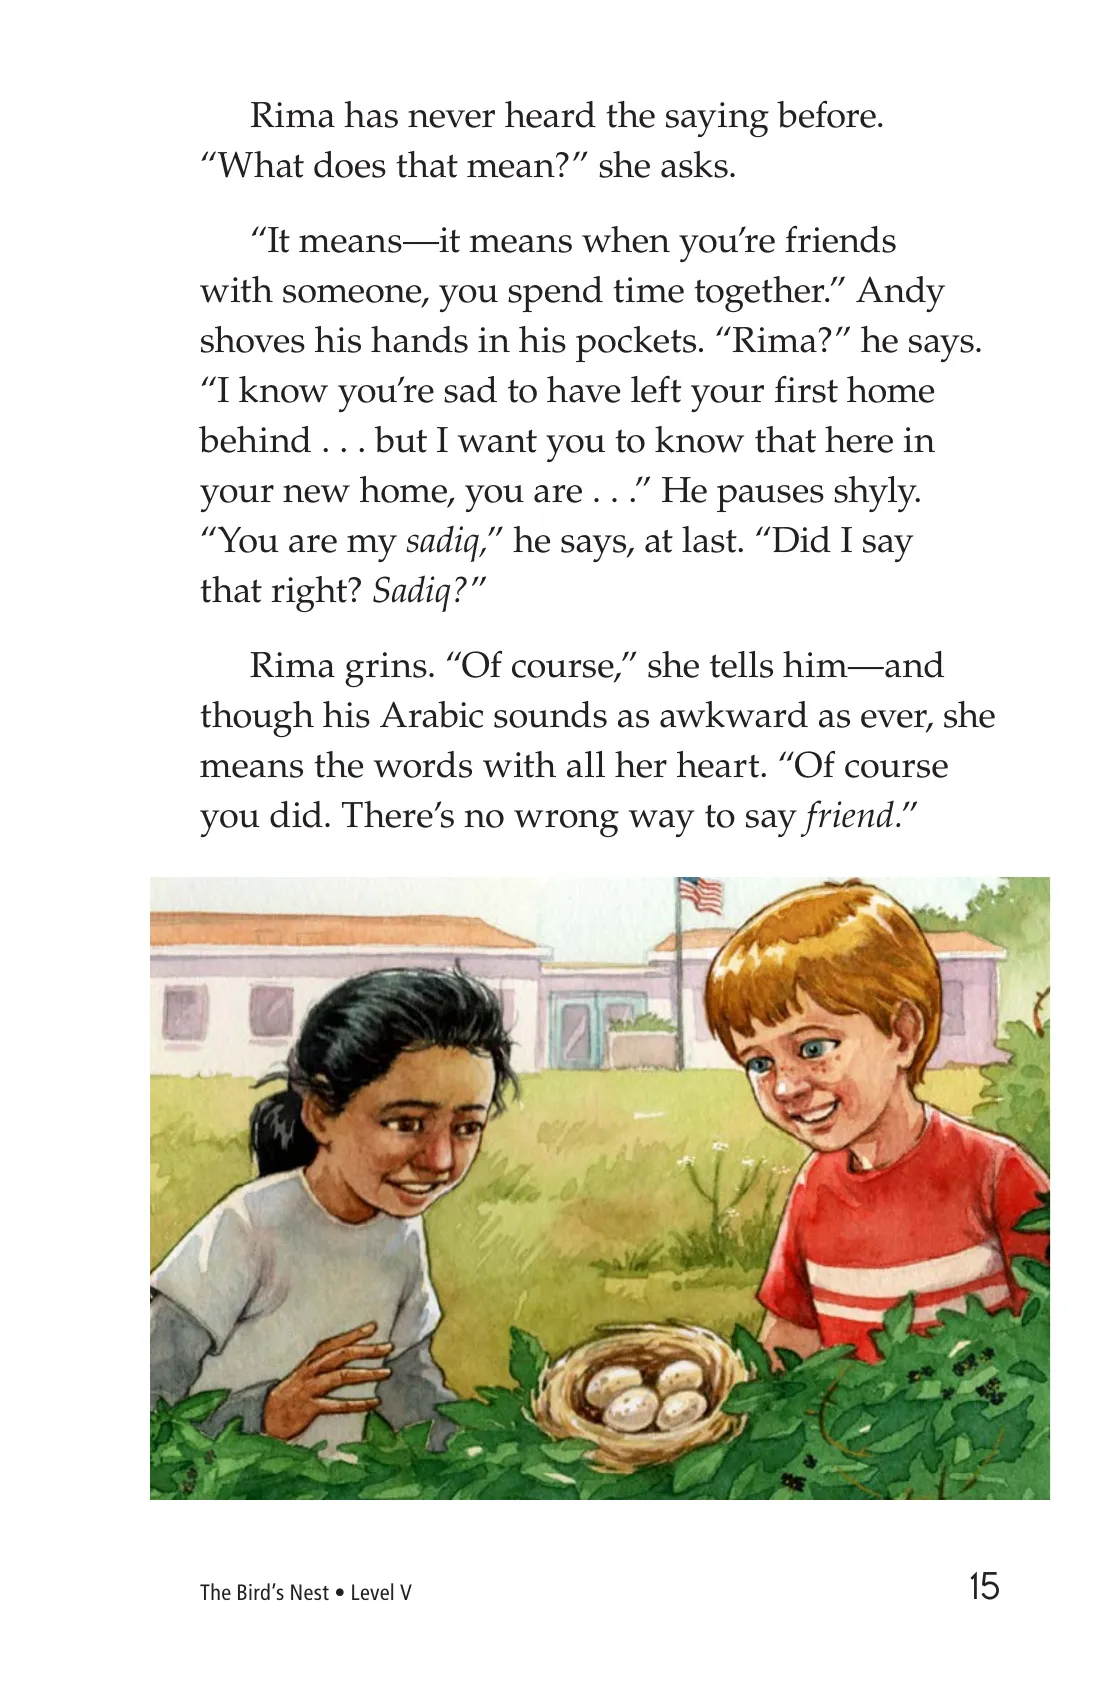 Rima has never heard the saying before.
“What does that mean?” she asks.
“It means—it means when you’re friends
with someone, you spend time together.” Andy
shoves his hands in his pockets. “Rima?” he says.
“I know you’re sad to have left your first home
behind . . . but I want you to know that here in
your new home, you are . . .” He pauses shyly.
“You are my sadiq,” he says, at last. “Did I say
that right? Sadiq?”
Rima grins. “Of course,” she tells him—and
though his Arabic sounds as awkward as ever, she
means the words with all her heart. “Of course
you did. There’s no wrong way to say friend.”
The Bird’s Nest • Level V
15